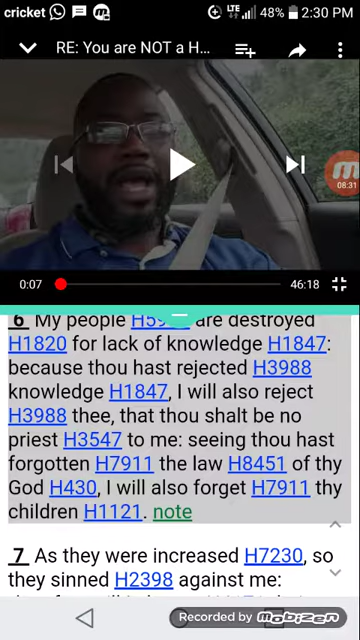 cricket LTE 48% 2:30 PM
RE: You are NOT a H...
08:31
0:07 46:18
6 My people are destroyed
H1820 for lack of knowledge H1847:
because thou hast rejected H3988
knowledge H1847, I will also reject
H3988 thee, that thou shalt be no
priest H3547 to me: seeing thou hast
forgotten H7911 the law H8451 of thy
God H430, I will also forget H7911 thy
children H1121. note
7 As they were increased H7230, so
they sinned H2398 against me:
Recorded by mobizen